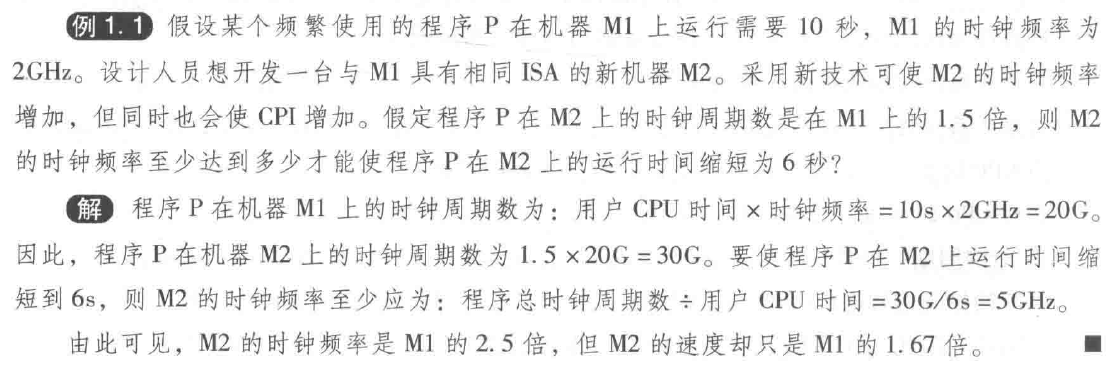 例1.1 假设某个频繁使用的程序 P 在机器 M1 上运行需要 10 秒，M1 的时钟频率为
2GHz。设计人员想开发一台与 M1 具有相同 ISA 的新机器 M2。采用新技术可使 M2 的时钟频率
增加，但同时也会使 CPI 增加。假定程序 P 在 M2 上的时钟周期数是在 M1 上的 1.5 倍，则 M2
的时钟频率至少达到多少才能使程序 P 在 M2 上的运行时间缩短为 6 秒？
解 程序 P 在机器 M1 上的时钟周期数为：用户 CPU 时间×时钟频率=10s×2GHz=20G。
因此，程序 P 在机器 M2 上的时钟周期数为 1.5×20G=30G。要使程序 P 在 M2 上运行时间缩
短到 6s，则 M2 的时钟频率至少应为：程序总时钟周期数÷用户 CPU 时间=30G/6s=5GHz。
由此可见，M2 的时钟频率是 M1 的 2.5 倍，但 M2 的速度却只是 M1 的 1.67 倍。